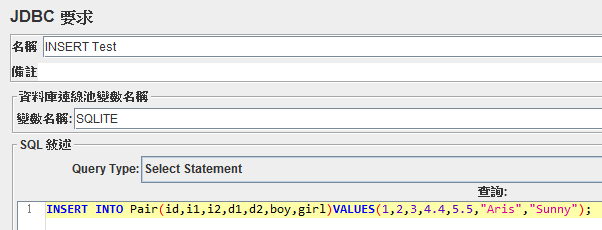 JDBC 要求
名稱 INSERT Test
備註
資料庫連線池變數名稱
變數名稱: SQLITE
SQL 敘述
Query Type: Select Statement
查詢:
1 INSERT INTO Pair(id,i1,i2,d1,d2,boy,girl)VALUES(1,2,3,4.4,5.5,"Aris","Sunny");